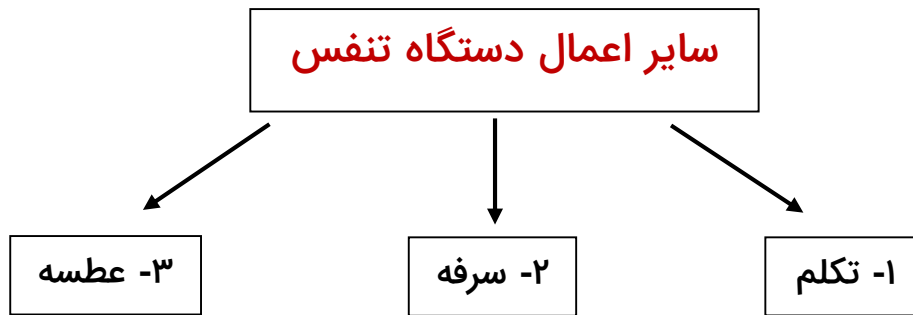 سایر اعمال دستگاه تنفس
۱- تکلم
۲- سرفه
۳- عطسه